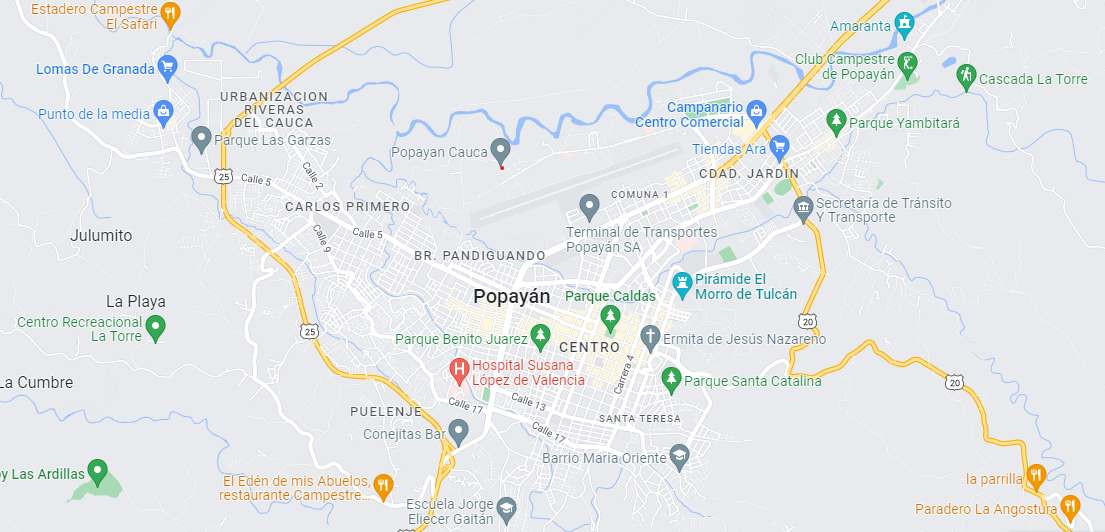 Estadero Campestre
El Safari
Amaranta
Club Campestre
de Popayán
Lomas De Granada
Cascada La Torre
URBANIZACION
RIVERAS
DEL CAUCA
Punto de la media
Campanario
Centro Comercial
Parque Yambitará
Parque Las Garzas
Popayan Cauca
Tiendas Ara
25
Calle 5
Calle 2
CDAD. JARDIN
COMUNA 1
CARLOS PRIMERO
Secretaría de Tránsito
Y Transporte
Julumito
Calle 9
Calle 5
Terminal de Transportes
Popayán SA
BR. PANDIGUANDO
Pirámide El
Morro de Tulcán
La Playa
Popayán
Parque Caldas
Centro Recreacional
La Torre
25
20
Parque Benito Juarez
CENTRO
Ermita de Jesús Nazareno
Hospital Susana
López de Valencia
Carrera 4
Parque Santa Catalina
La Cumbre
20
PUELENJE
Calle 17
Calle 13
SANTA TERESA
Conejitas Bar
Calle 17
Barrio Maria Oriente
oy Las Ardillas
El Edén de mis Abuelos,
restaurante Campestre...
la parrilla
Escuela Jorge
Eliecer Gaitán
Paradero La Angostura